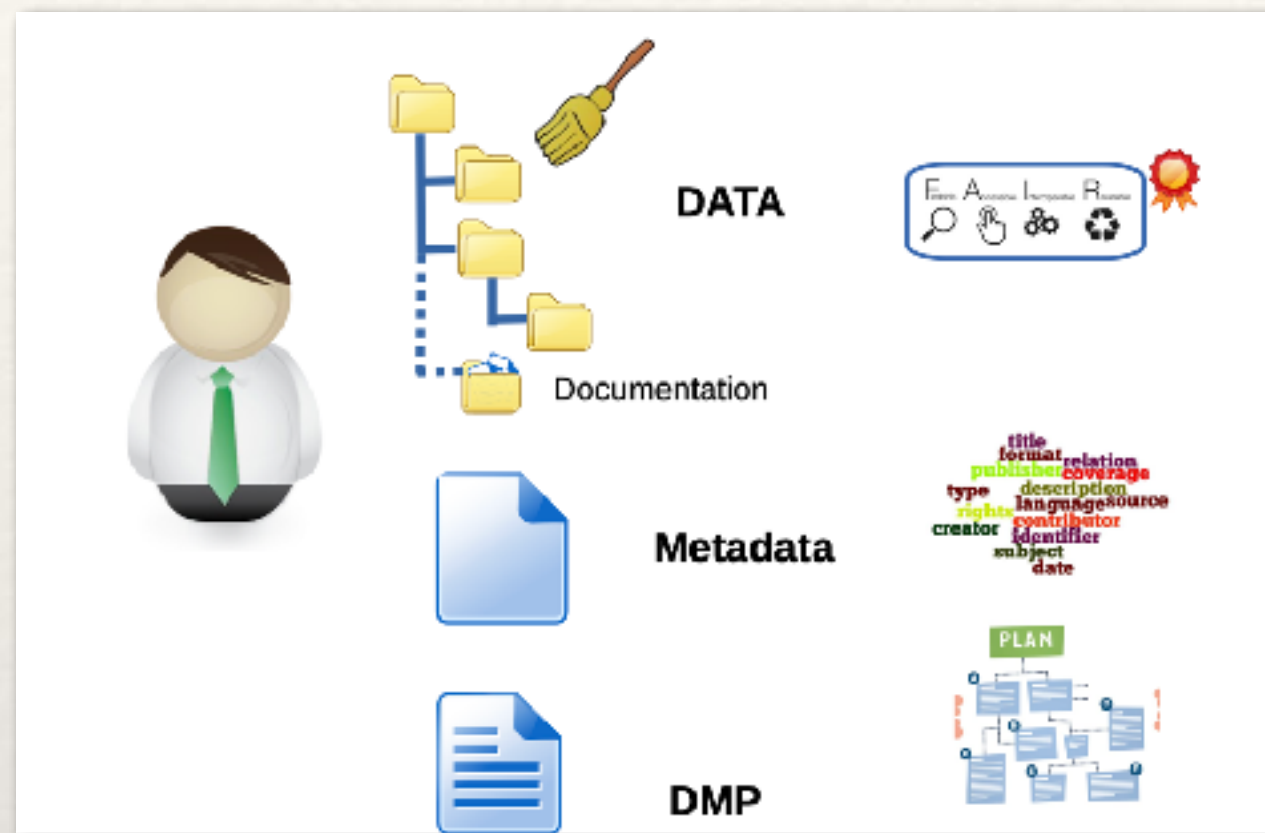 DATA
F A I R
Documentation
title
format relation
publisher coverage
type description
rights language source
creator contributor
identifier
subject
date
Metadata
PLAN
DMP